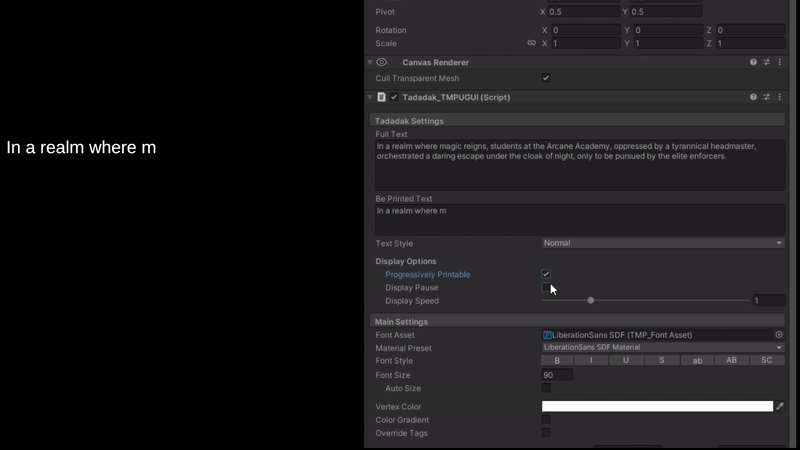 In a realm where m
Pivot X 0.5 Y 0.5
Rotation X 0 Y 0 Z 0
Scale X 1 Y 1 Z 1
Canvas Renderer
Cull Transparent Mesh
Tadadak_TMPUGUI (Script)
Tadadak Settings
Full Text
In a realm where magic reigns, students at the Arcane Academy, oppressed by a tyrannical headmaster,
orchestrated a daring escape under the cloak of night, only to be pursued by the elite enforcers.
Be Printed Text
In a realm where m
Text Style Normal
Display Options
Progressively Printable
Display Pause
Display Speed 1
Main Settings
Font Asset LiberationSans SDF (TMP_Font Asset)
Material Preset LiberationSans SDF Material
Font Style B I U S ab AB SC
Font Size 90
Auto Size
Vertex Color
Color Gradient
Override Tags